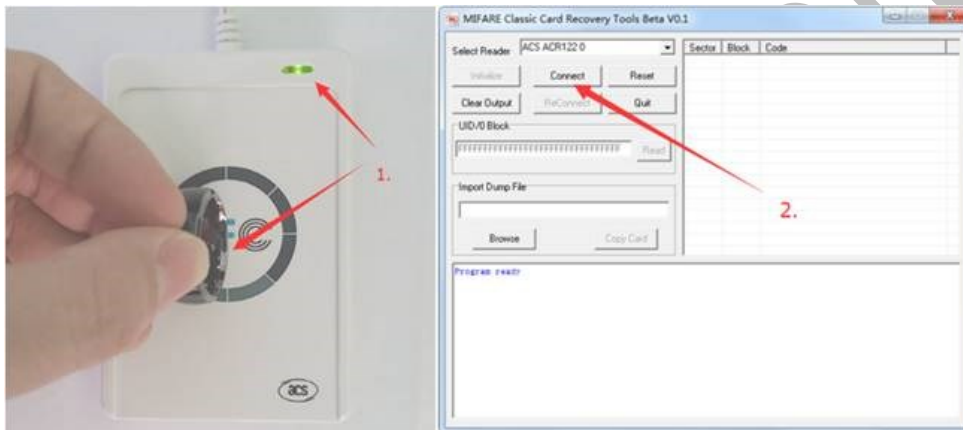 1.
acs
MIFARE Classic Card Recovery Tools Beta V0.1
Select Reader ACS ACR122 0
Initialize Connect Reset
Clear Output ReConnect Quit
UID/0 Block
Read
Import Dump File
Browse Copy Card
Sector Block Code
2.
Program ready